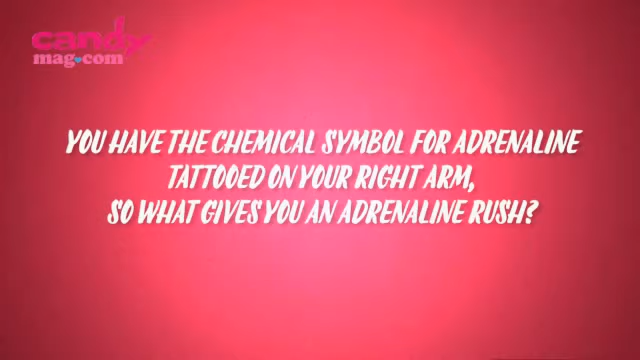 candy
mag.com
YOU HAVE THE CHEMICAL SYMBOL FOR ADRENALINE
TATTOOED ON YOUR RIGHT ARM,
SO WHAT GIVES YOU AN ADRENALINE RUSH?